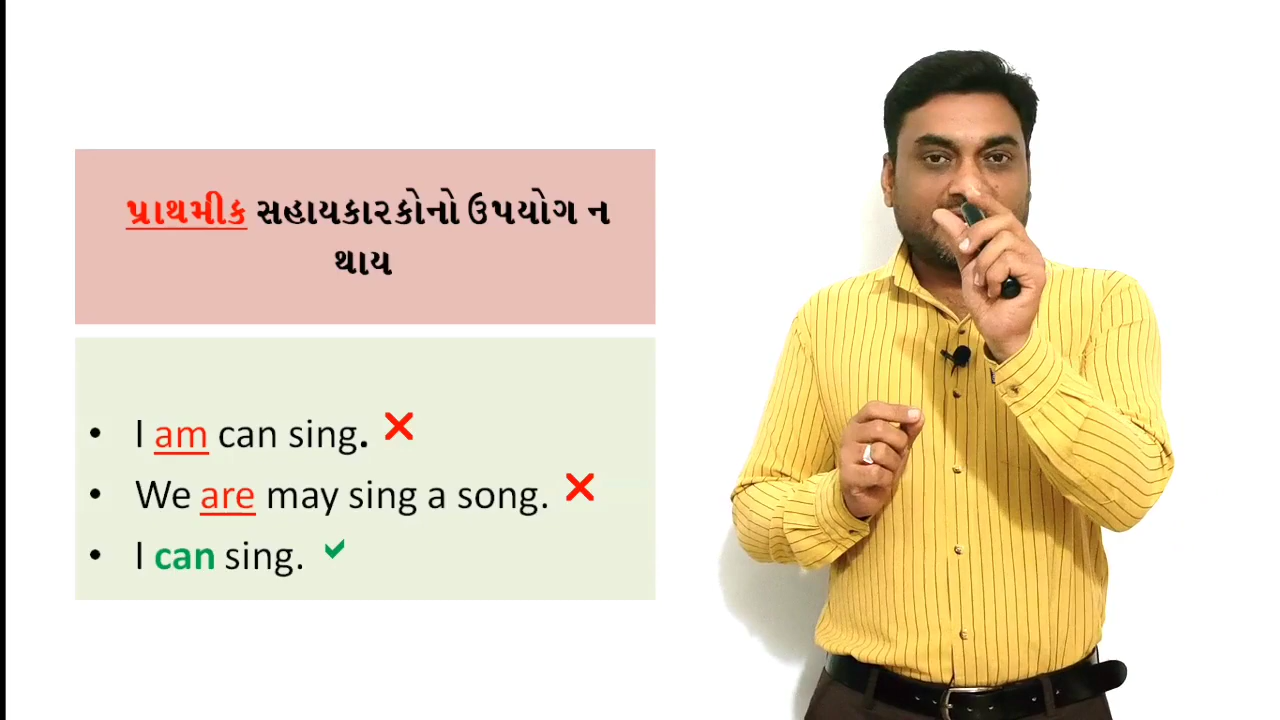 પ્રાથમીક સહાયકારકોનો ઉપયોગ ન
થાય
• I am can sing.
• We are may sing a song.
• I can sing.